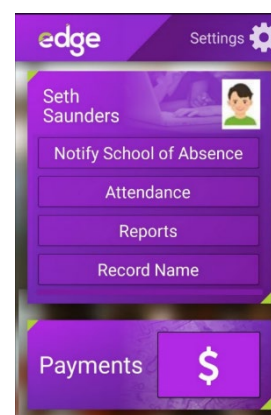 edge
Settings
Seth
Saunders
Notify School of Absence
Attendance
Reports
Record Name
Payments
$